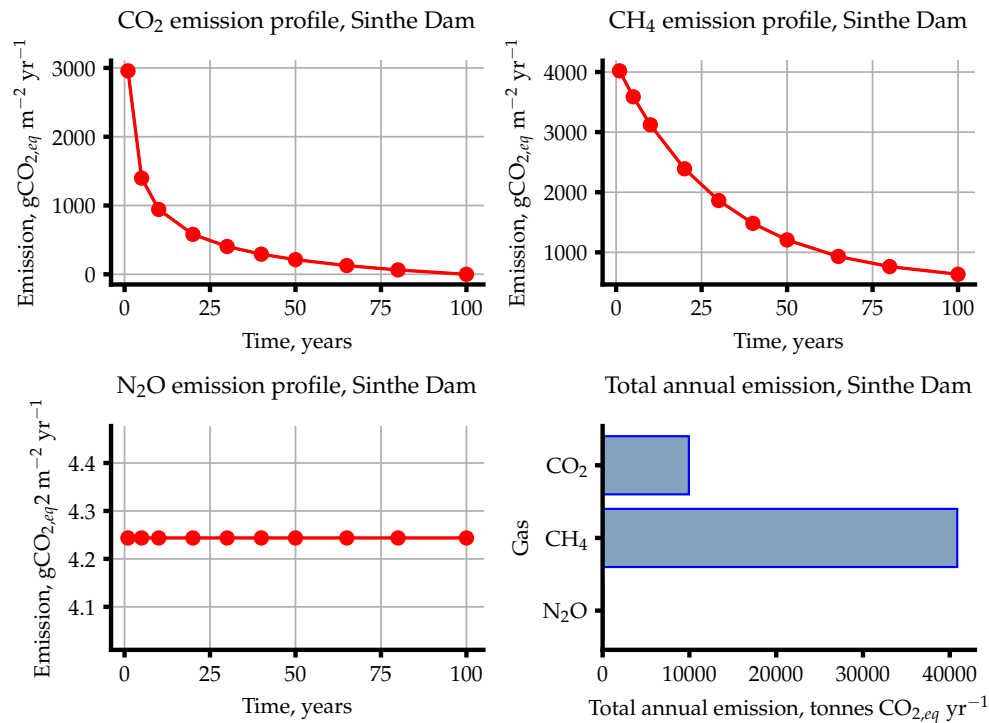 CO₂ emission profile, Sinthe Dam
Emission, gCO₂,eq m⁻² yr⁻¹
3000
2000
1000
0
0 25 50 75 100
Time, years
CH₄ emission profile, Sinthe Dam
Emission, gCO₂,eq m⁻² yr⁻¹
4000
3000
2000
1000
0 25 50 75 100
Time, years
N₂O emission profile, Sinthe Dam
Emission, gCO₂,eq2 m⁻² yr⁻¹
4.4
4.3
4.2
4.1
0 25 50 75 100
Time, years
Total annual emission, Sinthe Dam
Gas
CO₂
CH₄
N₂O
0 10000 20000 30000 40000
Total annual emission, tonnes CO₂,eq yr⁻¹